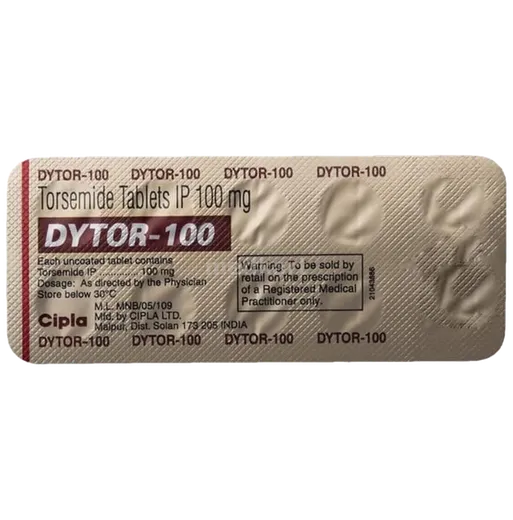 DYTOR-100 DYTOR-100 DYTOR-100 DYTOR-100
Torsemide Tablets IP 100 mg
DYTOR-100
Each uncoated tablet contains
Torsemide IP ............. 100 mg
Dosage: As directed by the Physician
Store below 30°C
M.L. MNB/05/109
Mfd. by CIPLA LTD.
Malpur, Dist. Solan 173 205 INDIA
Cipla
Warning: To be sold by
retail on the prescription
of a Registered Medical
Practitioner only.
DYTOR-100 DYTOR-100 DYTOR-100 DYTOR-100